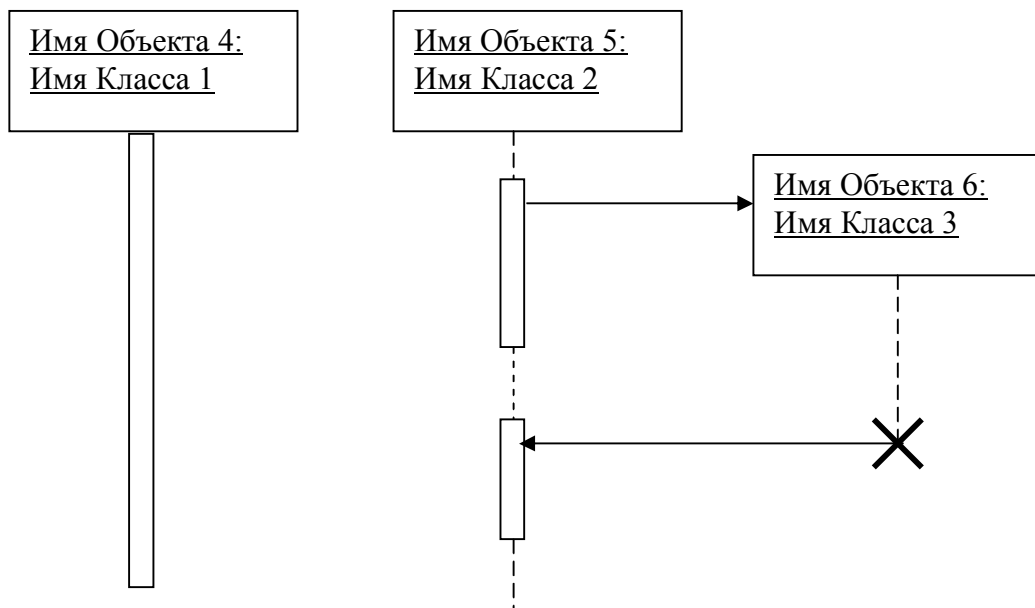 Имя Объекта 4:
Имя Класса 1
Имя Объекта 5:
Имя Класса 2
Имя Объекта 6:
Имя Класса 3